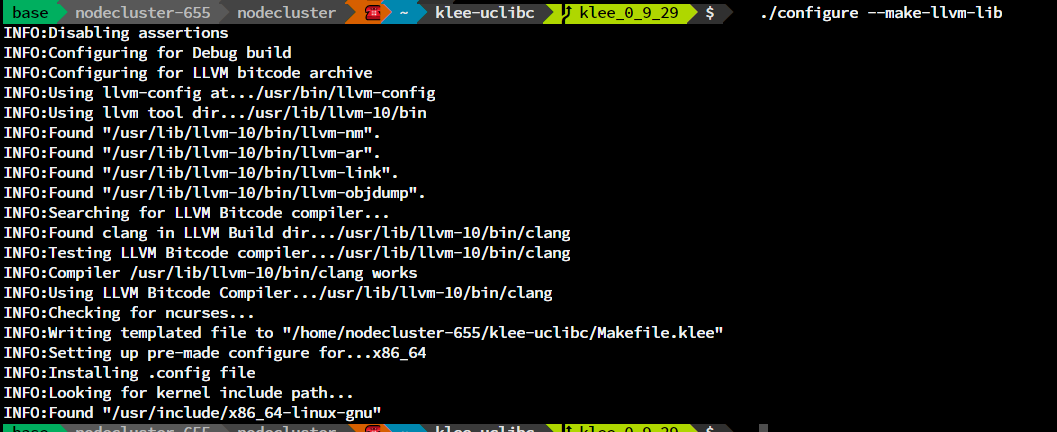 base nodecluster-655 nodecluster ~ klee-uclibc klee_0_9_29 $ ./configure --make-llvm-lib
INFO:Disabling assertions
INFO:Configuring for Debug build
INFO:Configuring for LLVM bitcode archive
INFO:Using llvm-config at.../usr/bin/llvm-config
INFO:Using llvm tool dir.../usr/lib/llvm-10/bin
INFO:Found "/usr/lib/llvm-10/bin/llvm-nm".
INFO:Found "/usr/lib/llvm-10/bin/llvm-ar".
INFO:Found "/usr/lib/llvm-10/bin/llvm-link".
INFO:Found "/usr/lib/llvm-10/bin/llvm-objdump".
INFO:Searching for LLVM Bitcode compiler...
INFO:Found clang in LLVM Build dir.../usr/lib/llvm-10/bin/clang
INFO:Testing LLVM Bitcode compiler.../usr/lib/llvm-10/bin/clang
INFO:Compiler /usr/lib/llvm-10/bin/clang works
INFO:Using LLVM Bitcode Compiler.../usr/lib/llvm-10/bin/clang
INFO:Checking for ncurses...
INFO:Writing templated file to "/home/nodecluster-655/klee-uclibc/Makefile.klee"
INFO:Setting up pre-made configure for...x86_64
INFO:Installing .config file
INFO:Looking for kernel include path...
INFO:Found "/usr/include/x86_64-linux-gnu"
base nodecluster-655 nodecluster ~ klee-uclibc klee_0_9_29 $